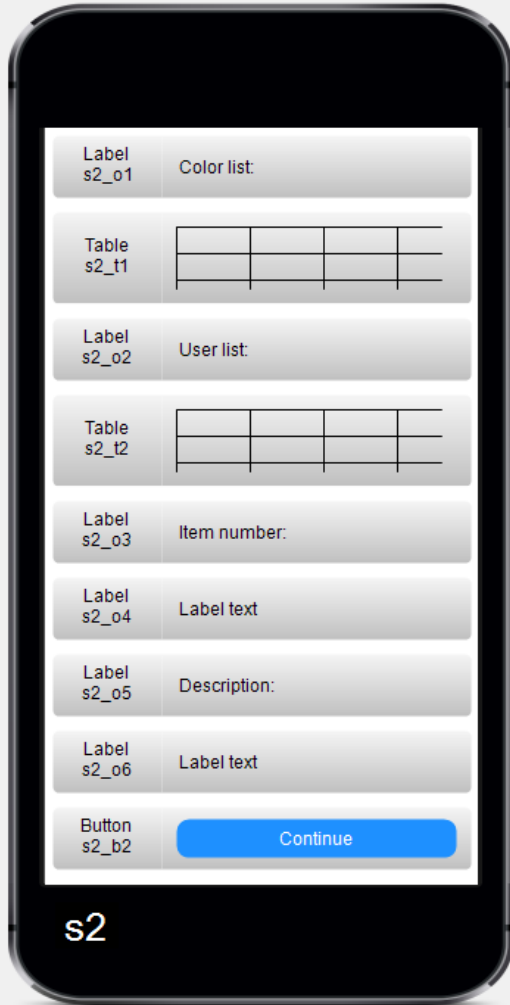 Label
s2_o1
Color list:
Table
s2_t1
Label
s2_o2
User list:
Table
s2_t2
Label
s2_o3
Item number:
Label
s2_o4
Label text
Label
s2_o5
Description:
Label
s2_o6
Label text
Button
s2_b2
Continue
s2